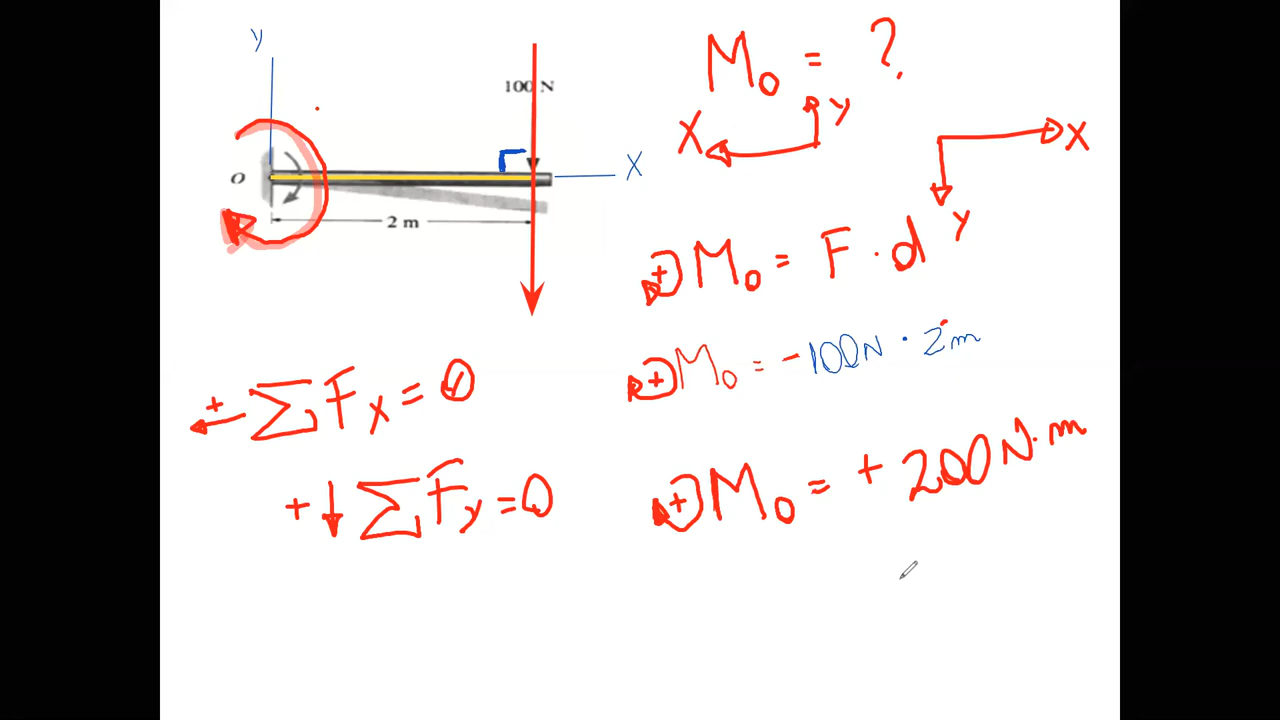 y
100 N
X
O
2 m
M₀ = ?
X
y
X
y
+ M₀ = F · d
+ M₀ = -100N · 2m
+ ΣFx = 0
+ ΣFy = 0
+ M₀ = + 200 N·m